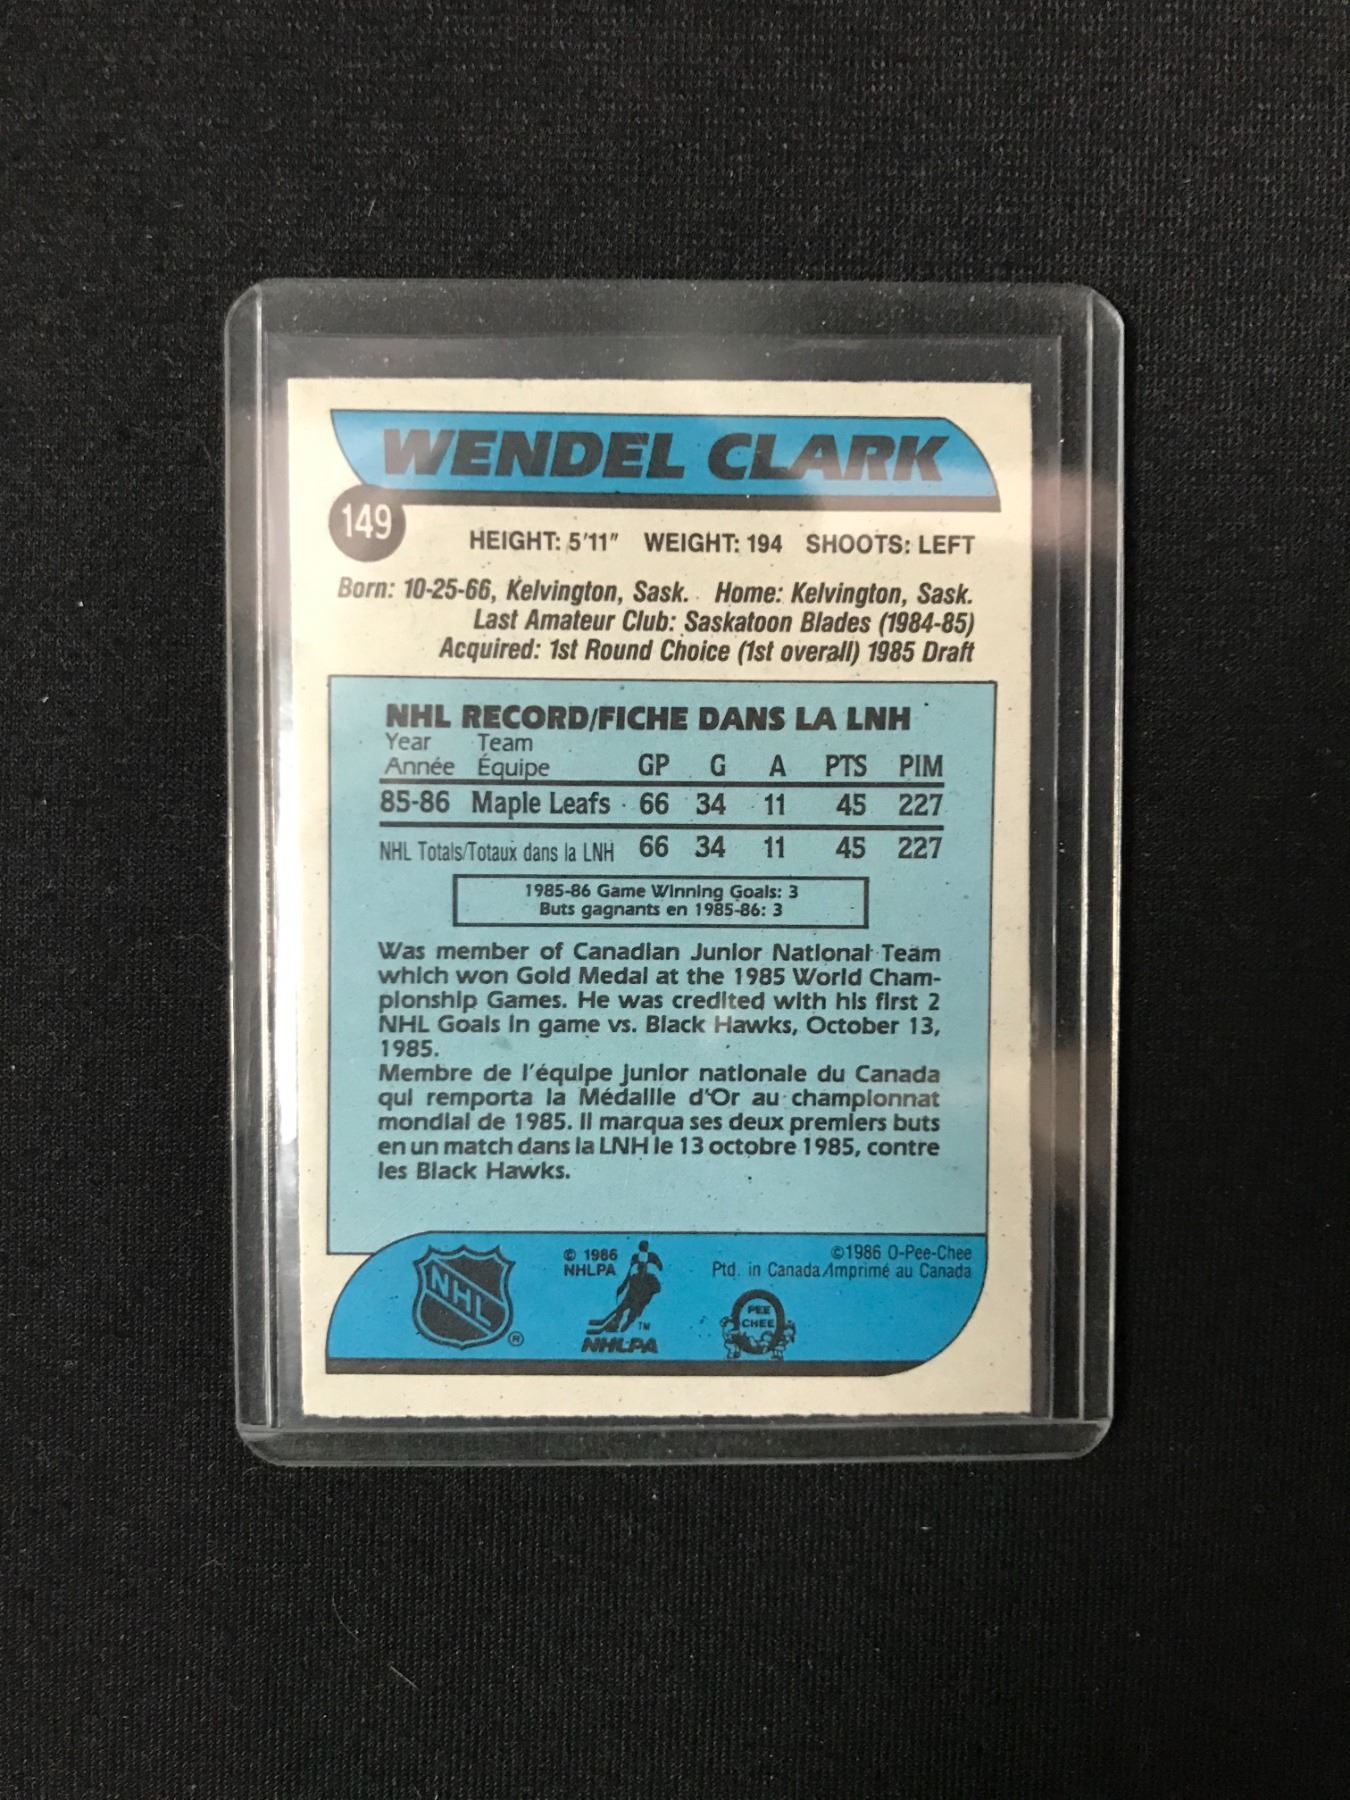 WENDEL CLARK
149
HEIGHT: 5'11" WEIGHT: 194 SHOOTS: LEFT
Born: 10-25-66, Kelvington, Sask. Home: Kelvington, Sask.
Last Amateur Club: Saskatoon Blades (1984-85)
Acquired: 1st Round Choice (1st overall) 1985 Draft
NHL RECORD/FICHE DANS LA LNH
Year Team
Année Équipe GP G A PTS PIM
85-86 Maple Leafs 66 34 11 45 227
NHL Totals/Totaux dans la LNH 66 34 11 45 227
1985-86 Game Winning Goals: 3
Buts gagnants en 1985-86: 3
Was member of Canadian Junior National Team
which won Gold Medal at the 1985 World Cham-
pionship Games. He was credited with his first 2
NHL Goals in game vs. Black Hawks, October 13,
1985.
Membre de l'équipe junior nationale du Canada
qui remporta la Médaille d'Or au championnat
mondial de 1985. Il marqua ses deux premiers buts
en un match dans la LNH le 13 octobre 1985, contre
les Black Hawks.
NHL ®
© 1986
NHLPA
TM
NHLPA
©1986 O-Pee-Chee
Ptd. in Canada/Imprimé au Canada
PEE
CHEE